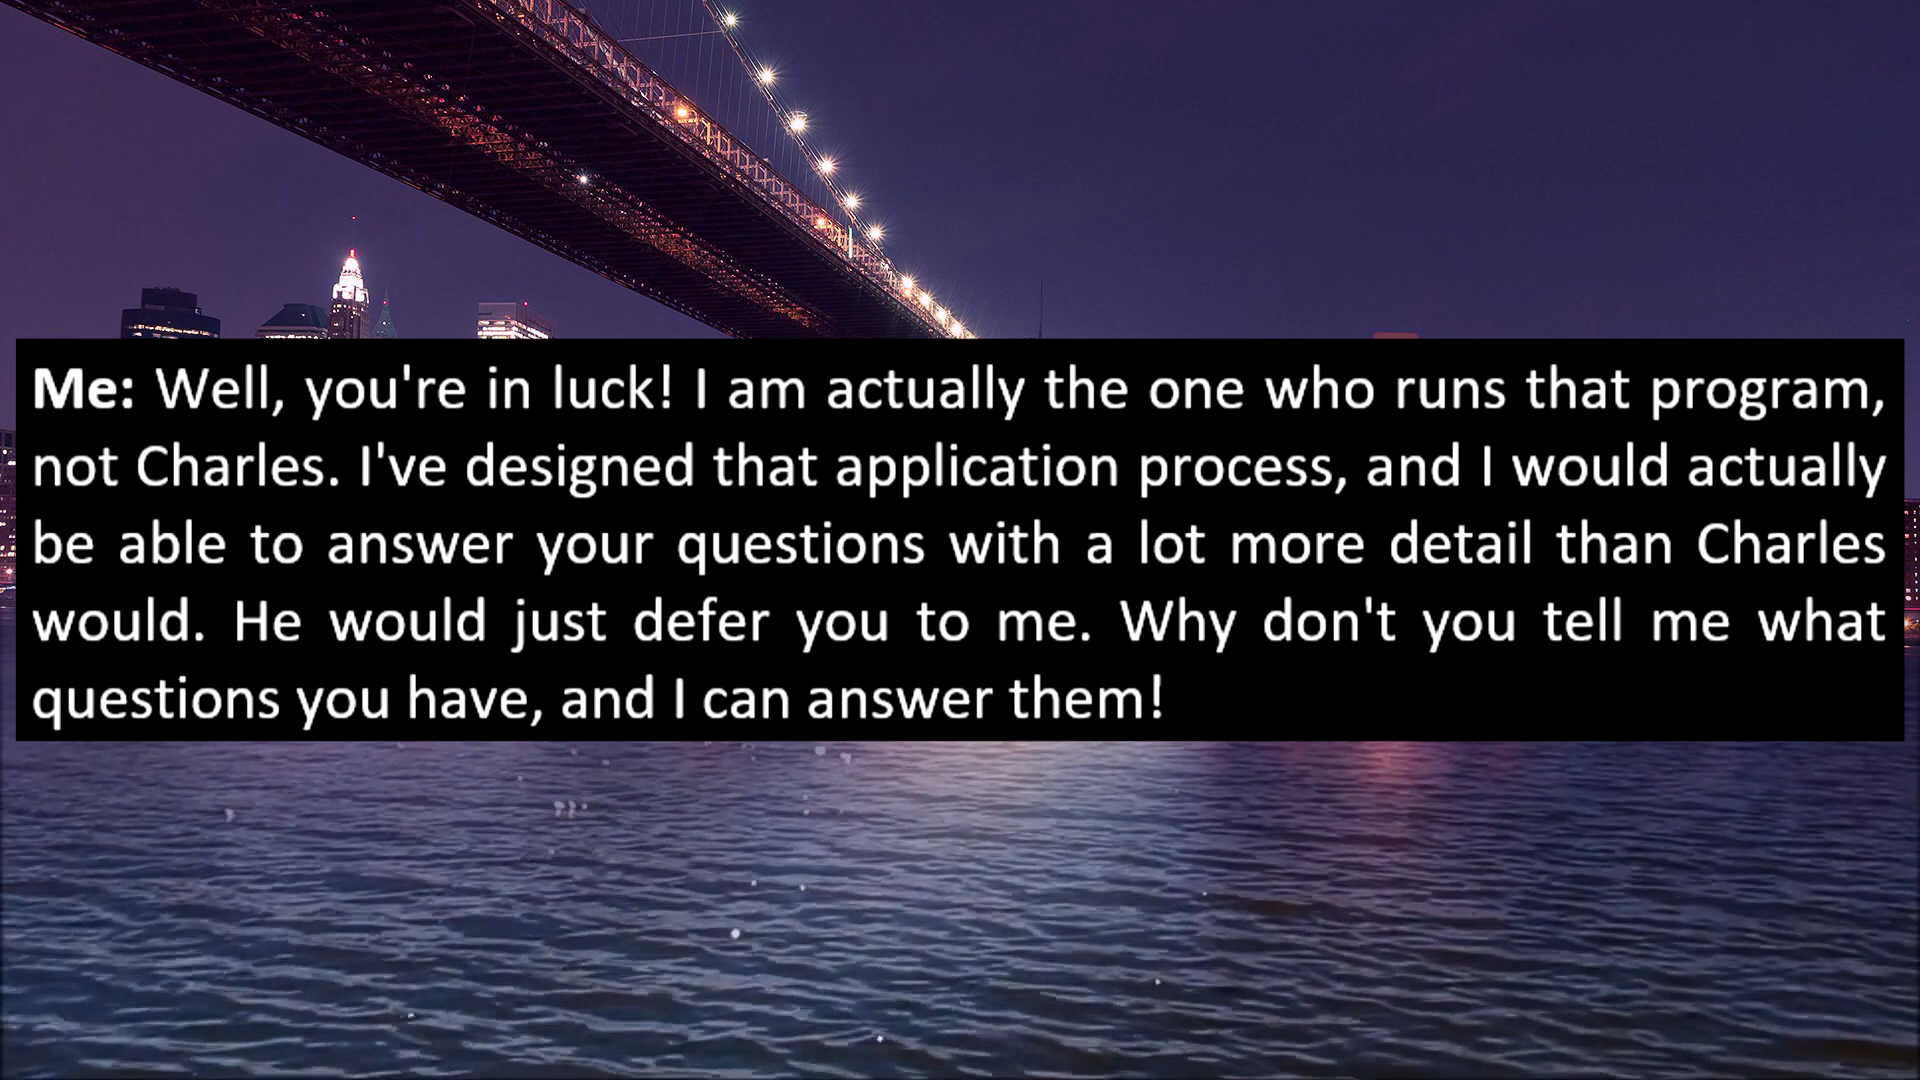 Me: Well, you're in luck! I am actually the one who runs that program,
not Charles. I've designed that application process, and I would actually
be able to answer your questions with a lot more detail than Charles
would. He would just defer you to me. Why don't you tell me what
questions you have, and I can answer them!